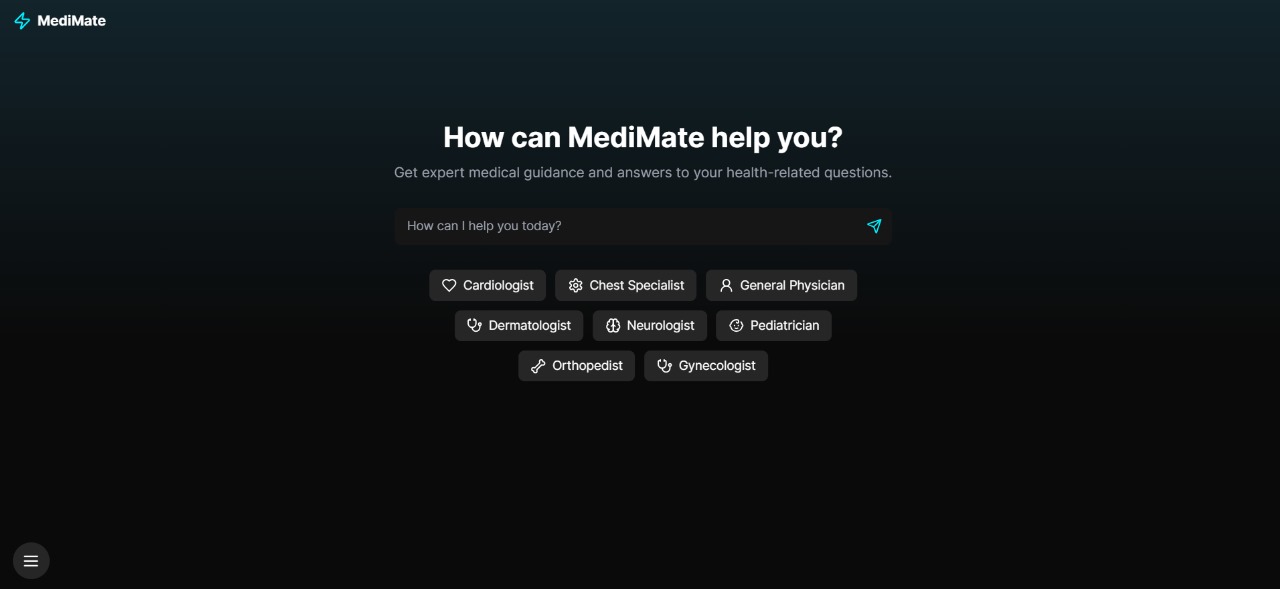 MediMate
How can MediMate help you?
Get expert medical guidance and answers to your health-related questions.
How can I help you today?
Cardiologist Chest Specialist General Physician
Dermatologist Neurologist Pediatrician
Orthopedist Gynecologist